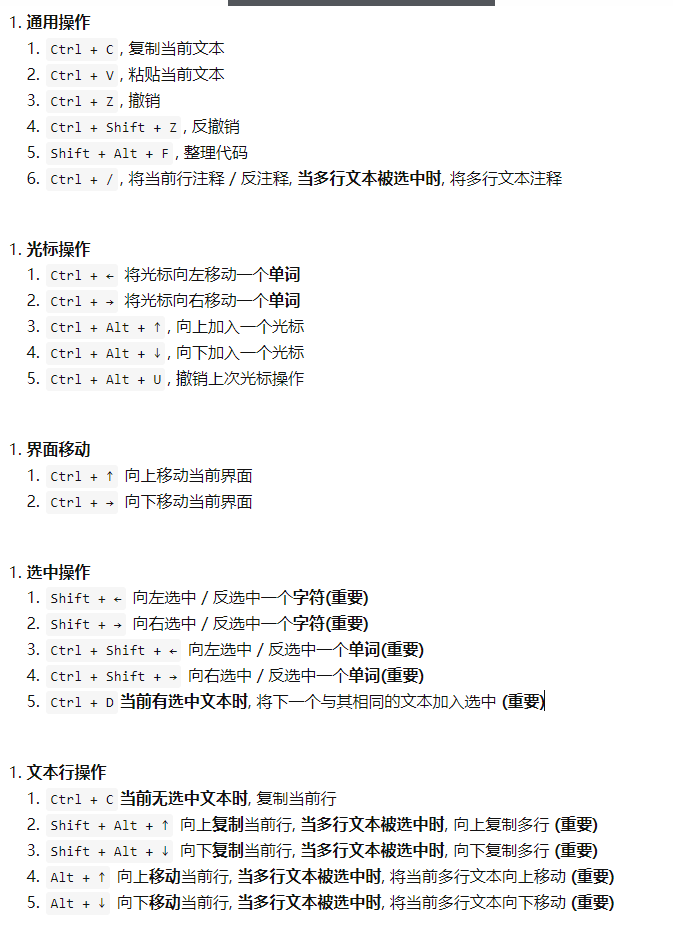 1. 通用操作
1. Ctrl + C , 复制当前文本
2. Ctrl + V , 粘贴当前文本
3. Ctrl + Z , 撤销
4. Ctrl + Shift + Z , 反撤销
5. Shift + Alt + F , 整理代码
6. Ctrl + / , 将当前行注释 / 反注释, 当多行文本被选中时, 将多行文本注释
1. 光标操作
1. Ctrl + ← 将光标向左移动一个单词
2. Ctrl + → 将光标向右移动一个单词
3. Ctrl + Alt + ↑ , 向上加入一个光标
4. Ctrl + Alt + ↓ , 向下加入一个光标
5. Ctrl + Alt + U , 撤销上次光标操作
1. 界面移动
1. Ctrl + ↑ 向上移动当前界面
2. Ctrl + → 向下移动当前界面
1. 选中操作
1. Shift + ← 向左选中 / 反选中一个字符(重要)
2. Shift + → 向右选中 / 反选中一个字符(重要)
3. Ctrl + Shift + ← 向左选中 / 反选中一个单词(重要)
4. Ctrl + Shift + → 向右选中 / 反选中一个单词(重要)
5. Ctrl + D 当前有选中文本时, 将下一个与其相同的文本加入选中 (重要)
1. 文本行操作
1. Ctrl + C 当前无选中文本时, 复制当前行
2. Shift + Alt + ↑ 向上复制当前行, 当多行文本被选中时, 向上复制多行 (重要)
3. Shift + Alt + ↓ 向下复制当前行, 当多行文本被选中时, 向下复制多行 (重要)
4. Alt + ↑ 向上移动当前行, 当多行文本被选中时, 将当前多行文本向上移动 (重要)
5. Alt + ↓ 向下移动当前行, 当多行文本被选中时, 将当前多行文本向下移动 (重要)